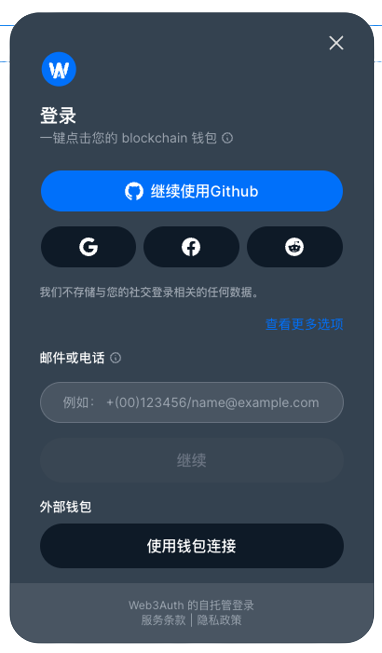 登录
一键点击您的 blockchain 钱包
继续使用Github
我们不存储与您的社交登录相关的任何数据。
查看更多选项
邮件或电话
例如： +(00)123456/name@example.com
继续
外部钱包
使用钱包连接
Web3Auth 的自托管登录
服务条款 | 隐私政策